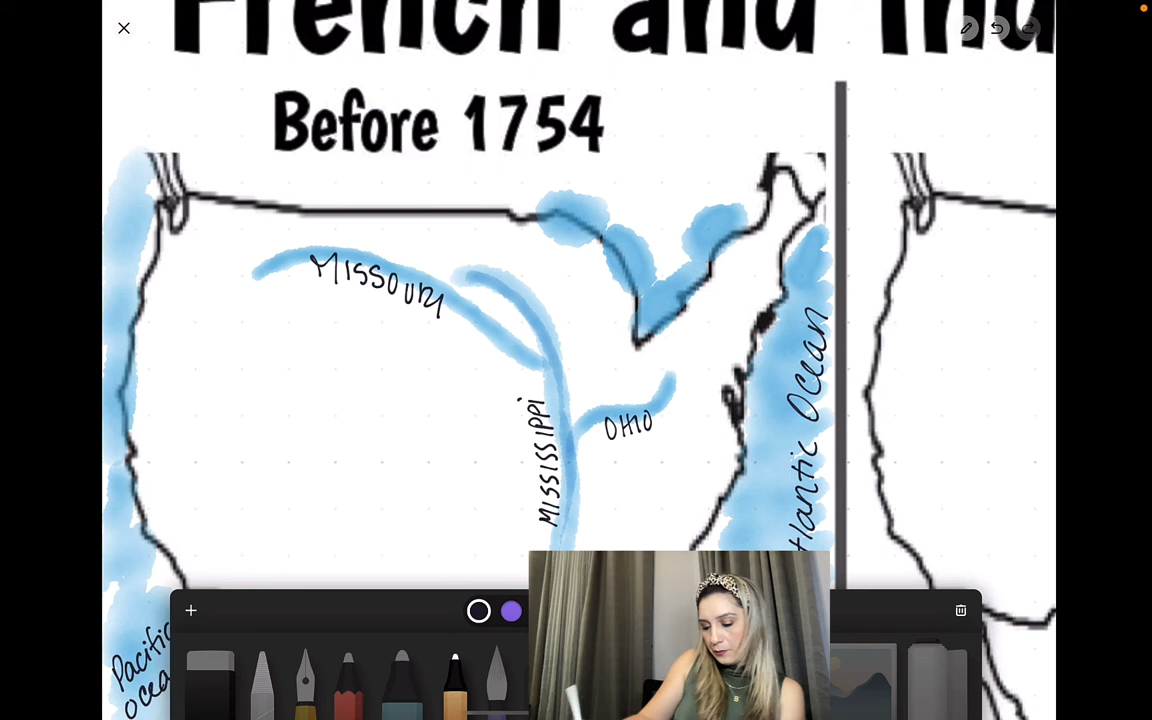 French and Ind
Before 1754
MISSOURI
MISSISSIPPI
OHIO
Atlantic Ocean
Pacific
ocea